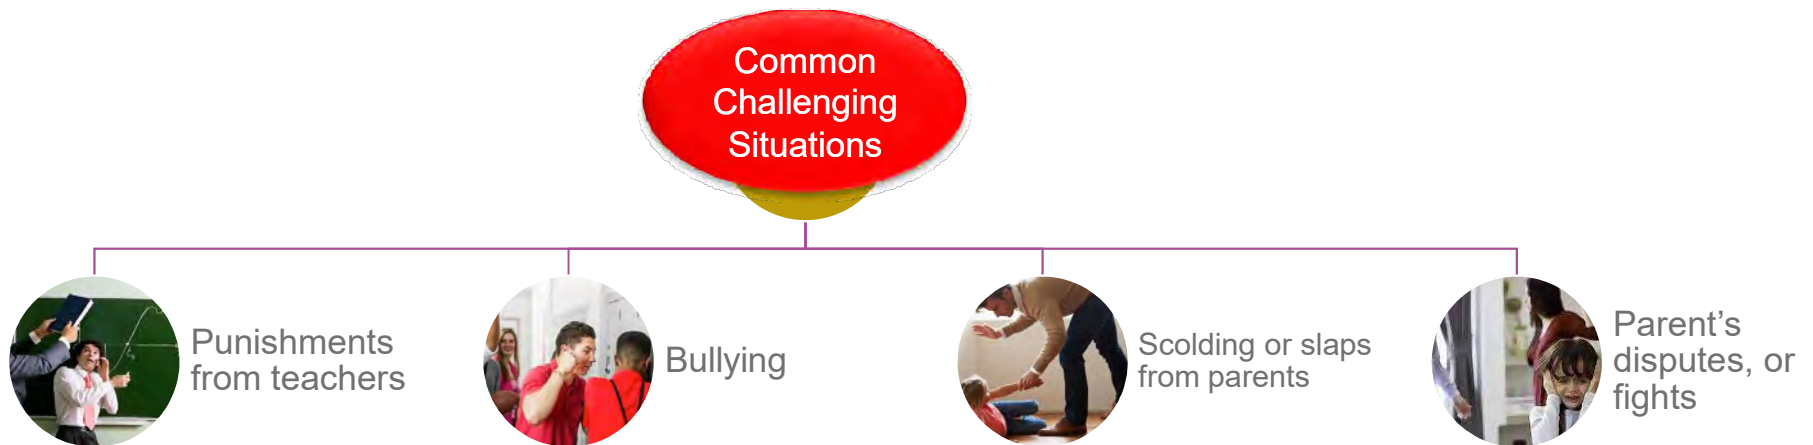 Common
Challenging
Situations
Punishments
from teachers
Bullying
Scolding or slaps
from parents
Parent’s
disputes, or
fights